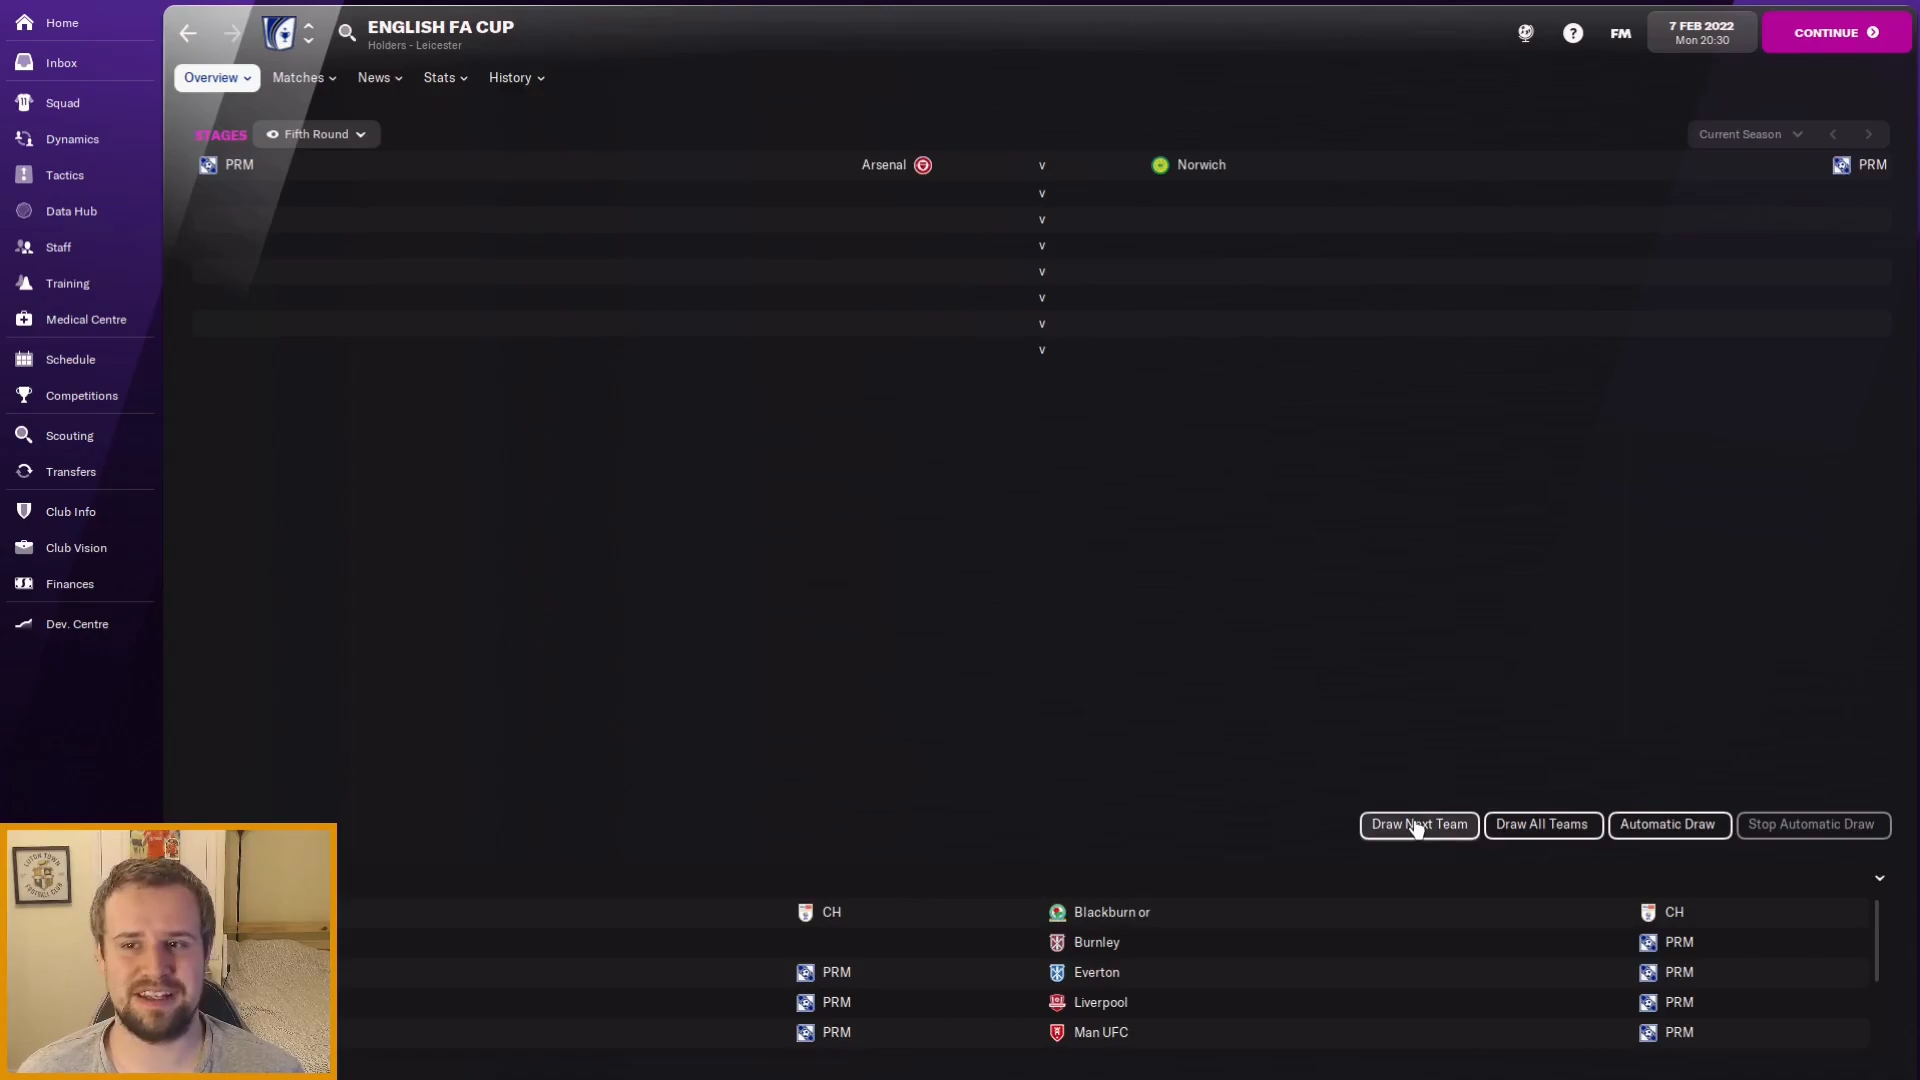 Home
Inbox
Squad
Dynamics
Tactics
Data Hub
Staff
Training
Medical Centre
Schedule
Competitions
Scouting
Transfers
Club Info
Club Vision
Finances
Dev. Centre
ENGLISH FA CUP
Holders - Leicester
FM
7 FEB 2022
Mon 20:30
CONTINUE
Overview Matches News Stats History
STAGES Fifth Round Current Season
PRM Arsenal v Norwich PRM
v
v
v
v
v
v
v
Draw Next Team Draw All Teams Automatic Draw Stop Automatic Draw
CH Blackburn or CH
Burnley PRM
PRM Everton PRM
PRM Liverpool PRM
PRM Man UFC PRM
LUTON TOWN
FOOTBALL CLUB